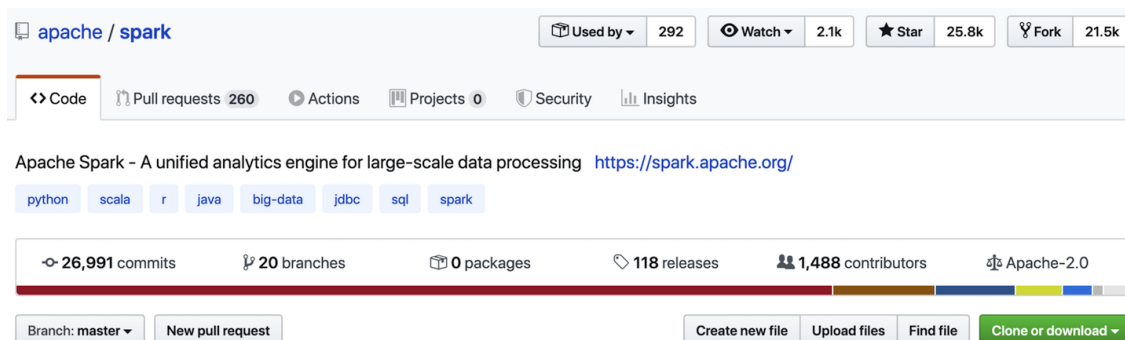 apache / spark Used by 292 Watch 2.1k Star 25.8k Fork 21.5k
Code Pull requests 260 Actions Projects 0 Security Insights
Apache Spark - A unified analytics engine for large-scale data processing https://spark.apache.org/
python scala r java big-data jdbc sql spark
26,991 commits 20 branches 0 packages 118 releases 1,488 contributors Apache-2.0
Branch: master New pull request Create new file Upload files Find file Clone or download